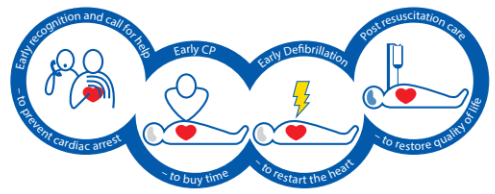 Early recognition and call for help
– to prevent cardiac arrest
Early CP
– to buy time
Early Defibrillation
– to restart the heart
Post resuscitation care
– to restore quality of life